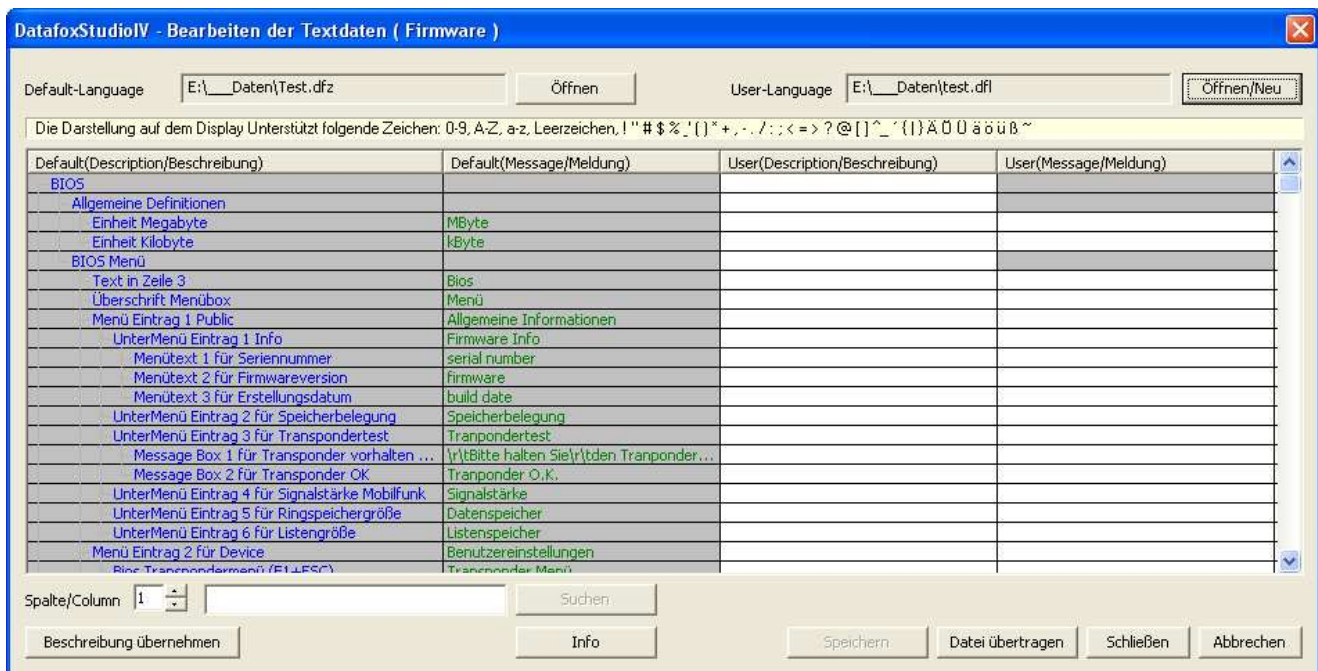 DatafoxStudioIV - Bearbeiten der Textdaten ( Firmware )
Default-Language E:\___Daten\Test.dfz Öffnen User-Language E:\___Daten\test.dfl Öffnen/Neu
Die Darstellung auf dem Display Unterstützt folgende Zeichen: 0-9, A-Z, a-z, Leerzeichen, ! " # $ % _ ' ( ) * + , - . / : ; < = > ? @ [ ] ^ _ ´ { | } Ä Ö Ü ä ö ü ß ~
Default(Description/Beschreibung) Default(Message/Meldung) User(Description/Beschreibung) User(Message/Meldung)
BIOS
Allgemeine Definitionen
Einheit Megabyte MByte
Einheit Kilobyte kByte
BIOS Menü
Text in Zeile 3 Bios
Überschrift Menübox Menü
Menü Eintrag 1 Public Allgemeine Informationen
UnterMenü Eintrag 1 Info Firmware Info
Menütext 1 für Seriennummer serial number
Menütext 2 für Firmwareversion firmware
Menütext 3 für Erstellungsdatum build date
UnterMenü Eintrag 2 für Speicherbelegung Speicherbelegung
UnterMenü Eintrag 3 für Transpondertest Tranpondertest
Message Box 1 für Transponder vorhalten ... \r\tBitte halten Sie\r\tden Tranponder...
Message Box 2 für Transponder OK Tranponder O.K.
UnterMenü Eintrag 4 für Signalstärke Mobilfunk Signalstärke
UnterMenü Eintrag 5 für Ringspeichergröße Datenspeicher
UnterMenü Eintrag 6 für Listengröße Listenspeicher
Menü Eintrag 2 für Device Benutzereinstellungen
Bios Transpondermenü (F1+ESC) Transponder Menü
Spalte/Column 1 Suchen
Beschreibung übernehmen Info Speichern Datei übertragen Schließen Abbrechen